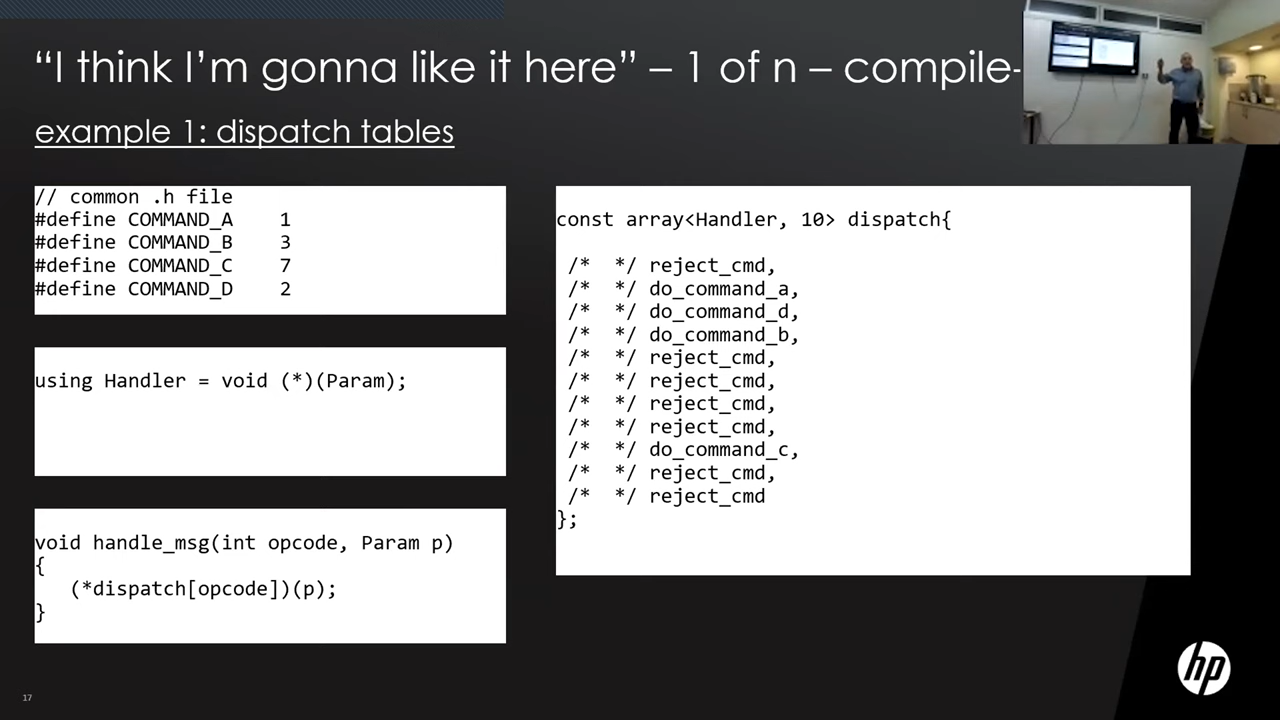 “I think I’m gonna like it here” – 1 of n – compile-
example 1: dispatch tables
// common .h file
#define COMMAND_A    1
#define COMMAND_B    3
#define COMMAND_C    7
#define COMMAND_D    2
using Handler = void (*)(Param);
void handle_msg(int opcode, Param p)
{
   (*dispatch[opcode])(p);
}
const array<Handler, 10> dispatch{
/*  */ reject_cmd,
/*  */ do_command_a,
/*  */ do_command_d,
/*  */ do_command_b,
/*  */ reject_cmd,
/*  */ reject_cmd,
/*  */ reject_cmd,
/*  */ reject_cmd,
/*  */ do_command_c,
/*  */ reject_cmd,
/*  */ reject_cmd
};
hp
17